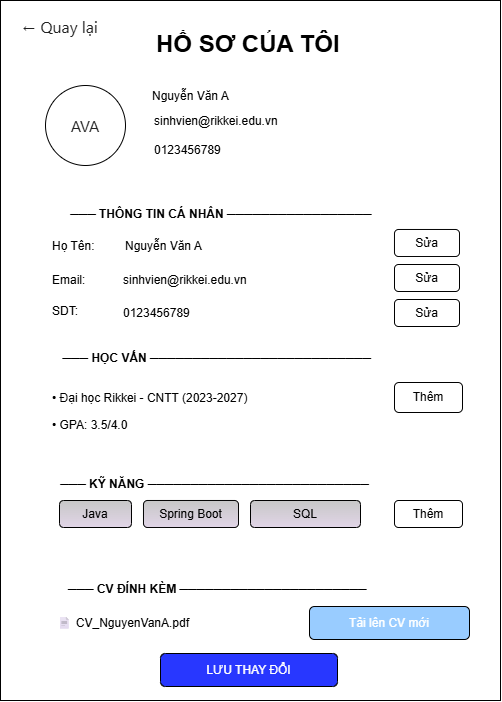 ← Quay lại
HỒ SƠ CỦA TÔI
AVA
Nguyễn Văn A
sinhvien@rikkei.edu.vn
0123456789
THÔNG TIN CÁ NHÂN
Họ Tên: Nguyễn Văn A Sửa
Email: sinhvien@rikkei.edu.vn Sửa
SDT: 0123456789 Sửa
HỌC VẤN
• Đại học Rikkei - CNTT (2023-2027) Thêm
• GPA: 3.5/4.0
KỸ NĂNG
Java Spring Boot SQL Thêm
CV ĐÍNH KÈM
CV_NguyenVanA.pdf Tải lên CV mới
LƯU THAY ĐỔI